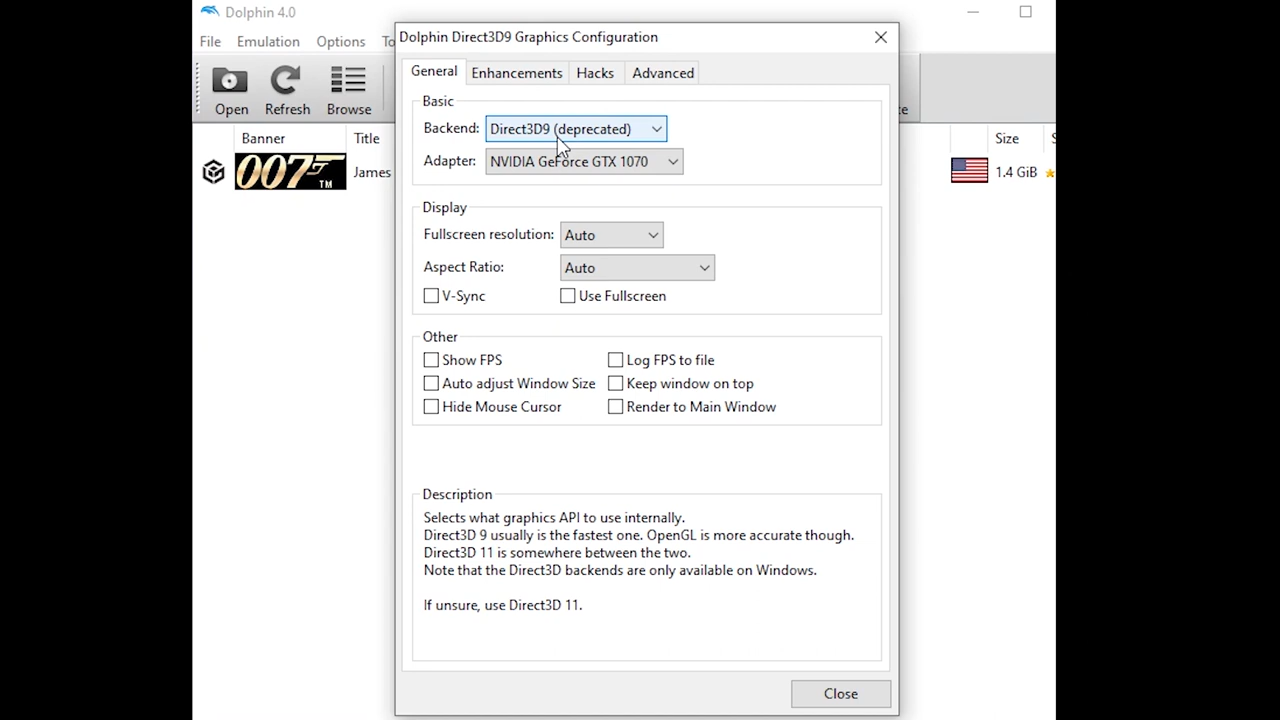 Dolphin 4.0
File Emulation Options To
Open Refresh Browse
Banner Title Size S
007 TM James 1.4 GiB
Dolphin Direct3D9 Graphics Configuration
General Enhancements Hacks Advanced
Basic
Backend: Direct3D9 (deprecated)
Adapter: NVIDIA GeForce GTX 1070
Display
Fullscreen resolution: Auto
Aspect Ratio: Auto
V-Sync Use Fullscreen
Other
Show FPS Log FPS to file
Auto adjust Window Size Keep window on top
Hide Mouse Cursor Render to Main Window
Description
Selects what graphics API to use internally.
Direct3D 9 usually is the fastest one. OpenGL is more accurate though.
Direct3D 11 is somewhere between the two.
Note that the Direct3D backends are only available on Windows.
If unsure, use Direct3D 11.
Close